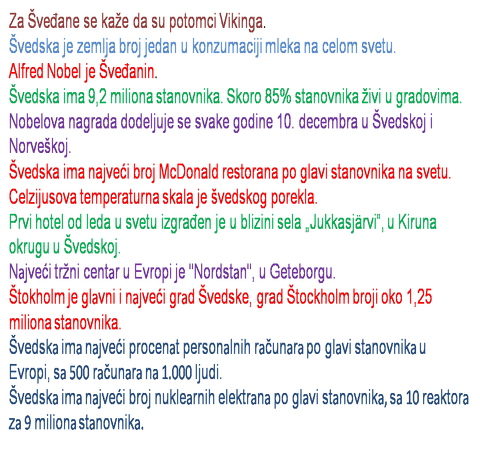 Za Šveđane se kaže da su potomci Vikinga.
Švedska je zemlja broj jedan u konzumaciji mleka na celom svetu.
Alfred Nobel je Šveđanin.
Švedska ima 9,2 miliona stanovnika. Skoro 85% stanovnika živi u gradovima.
Nobelova nagrada dodeljuje se svake godine 10. decembra u Švedskoj i
Norveškoj.
Švedska ima najveći broj McDonald restorana po glavi stanovnika na svetu.
Celzijusova temperaturna skala je švedskog porekla.
Prvi hotel od leda u svetu izgrađen je u blizini sela „Jukkasjärvi", u Kiruna
okrugu u Švedskoj.
Najveći tržni centar u Evropi je "Nordstan", u Geteborgu.
Štokholm je glavni i najveći grad Švedske, grad Štockholm broji oko 1,25
miliona stanovnika.
Švedska ima najveći procenat personalnih računara po glavi stanovnika u
Evropi, sa 500 računara na 1.000 ljudi.
Švedska ima najveći broj nuklearnih elektrana po glavi stanovnika, sa 10 reaktora
za 9 miliona stanovnika.